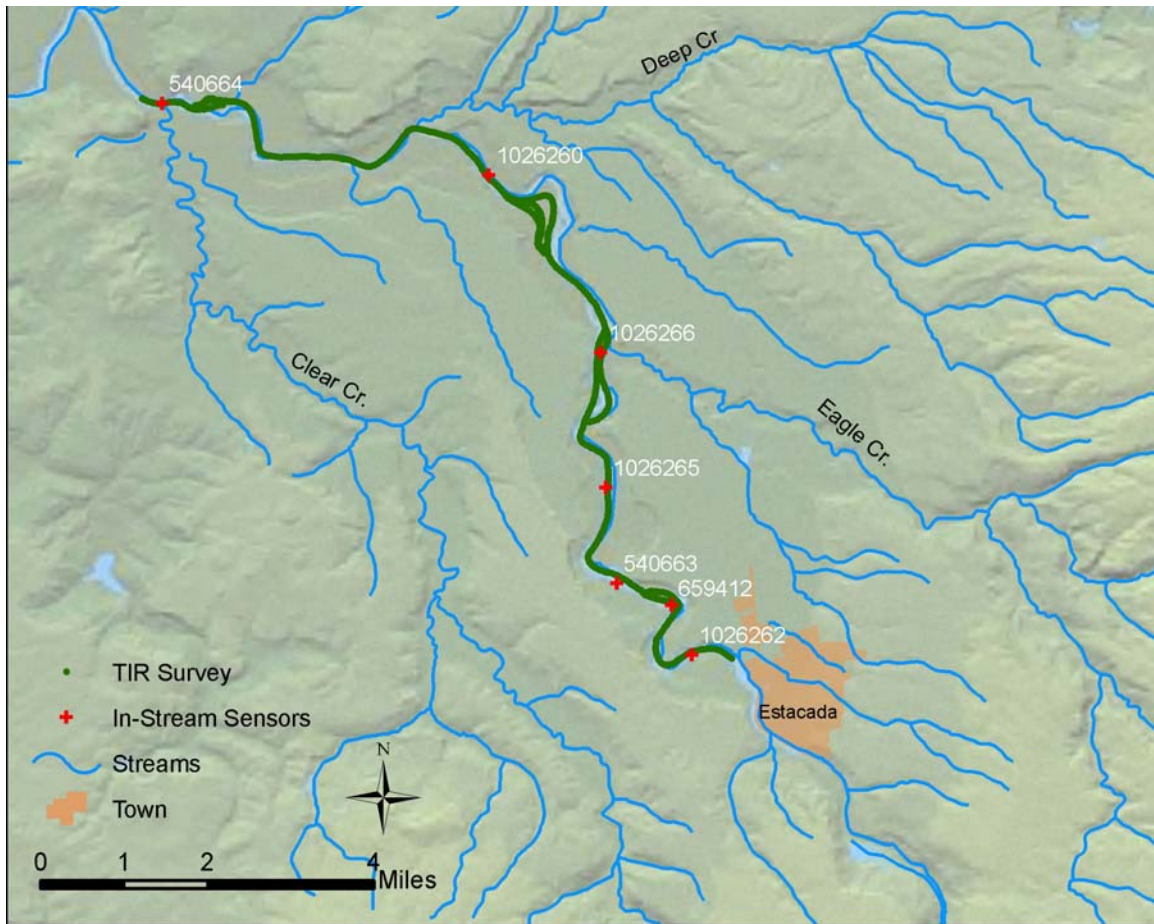 Deep Cr
540664
1026260
1026266
Clear Cr.
Eagle Cr.
1026265
540663
659412
1026262
TIR Survey
In-Stream Sensors
Estacada
N
Streams
Town
0 1 2 4
Miles